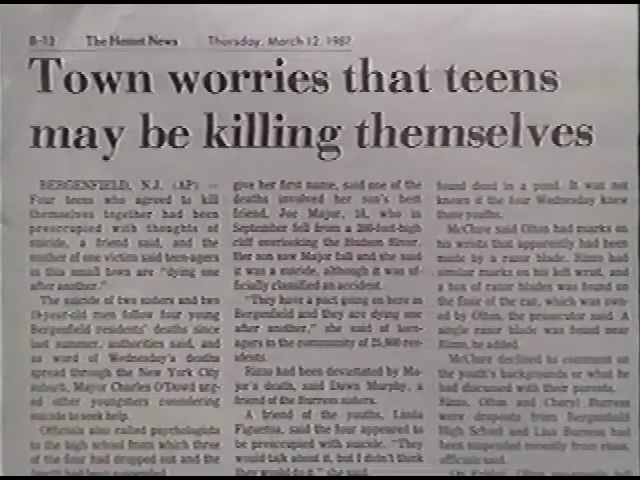 B-12 The Hemet News Thursday, March 12, 1987
Town worries that teens
may be killing themselves
BERGENFIELD, N.J. (AP) —
Four teens who agreed to kill
themselves together had been
preoccupied with thoughts of
suicide, a friend said, and the
mother of one victim said teen-agers
in this small town are "dying one
after another."
The suicide of two sisters and two
19-year-old men follow four young
Bergenfield residents' deaths since
last summer, authorities said, and
as word of Wednesday's deaths
spread through the New York City
suburb, Mayor Charles O'Dowd urg-
ed other youngsters considering
suicide to seek help.
Officials also called psychologists
to the high school from which three
of the four had dropped out and the
fourth had been suspended.
give her first name, said one of the
deaths involved her son's best
friend, Joe Major, 18, who in
September fell from a 200-foot-high
cliff overlooking the Hudson River.
Her son saw Major fall and she said
it was a suicide, although it was of-
ficially classified an accident.
"They have a pact going on here in
Bergenfield and they are dying one
after another," she said of teen-
agers in the community of 25,000 res-
idents.
Rizzo had been devastated by Ma-
jor's death, said Dawn Murphy, a
friend of the Burress sisters.
A friend of the youths, Linda
Figueroa, said the four appeared to
be preoccupied with suicide. "They
would talk about it, but I didn't think
they would do it," she said.
found dead in a pond. It was not
known if the four Wednesday knew
those youths.
McClure said Olton had marks on
his wrists that apparently had been
made by a razor blade. Rizzo had
similar marks on his left wrist, and
a box of razor blades was found on
the floor of the car, which was own-
ed by Olton, the prosecutor said. A
single razor blade was found near
Rizzo, he added.
McClure declined to comment on
the youth's backgrounds or what he
had discussed with their parents.
Rizzo, Olton and Cheryl Burress
were dropouts from Bergenfield
High School and Lisa Burress had
been suspended recently from class,
officials said.